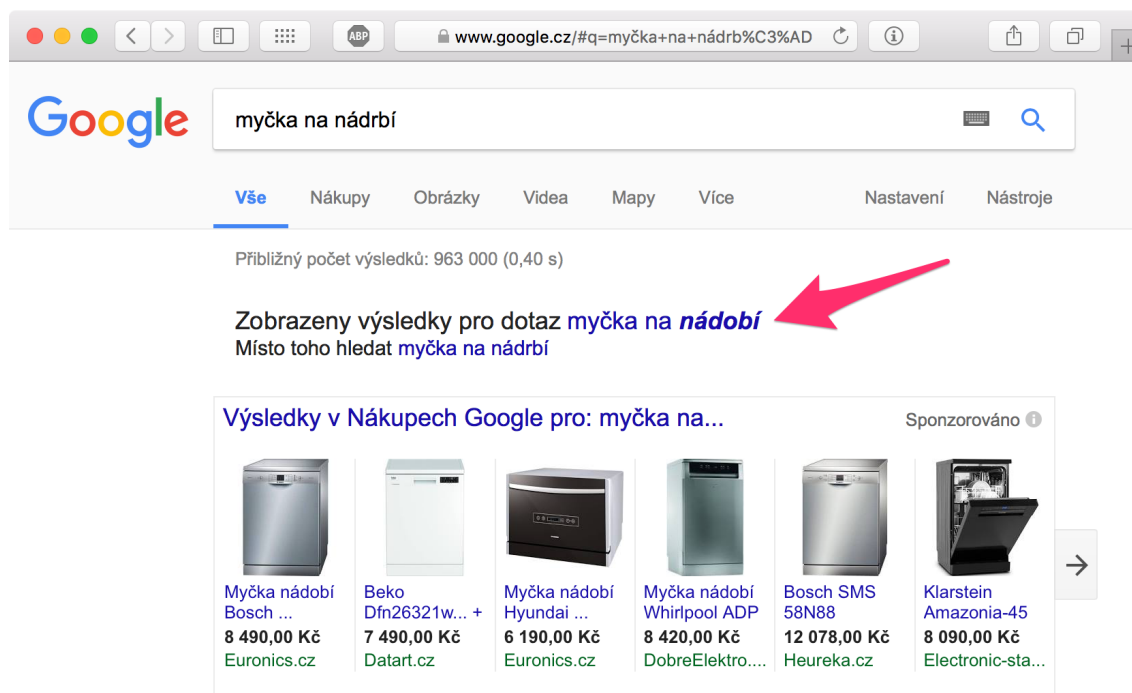 ABP
www.google.cz/#q=myčka+na+nádrb%C3%AD
Google
myčka na nádrbí
Vše Nákupy Obrázky Videa Mapy Více Nastavení Nástroje
Přibližný počet výsledků: 963 000 (0,40 s)
Zobrazeny výsledky pro dotaz myčka na nádobí
Místo toho hledat myčka na nádrbí
Výsledky v Nákupech Google pro: myčka na...
Sponzorováno
Myčka nádobí
Bosch ...
8 490,00 Kč
Euronics.cz
Beko
Dfn26321w... +
7 490,00 Kč
Datart.cz
Myčka nádobí
Hyundai ...
6 190,00 Kč
Euronics.cz
Myčka nádobí
Whirlpool ADP
8 420,00 Kč
DobreElektro....
Bosch SMS
58N88
12 078,00 Kč
Heureka.cz
Klarstein
Amazonia-45
8 090,00 Kč
Electronic-sta...